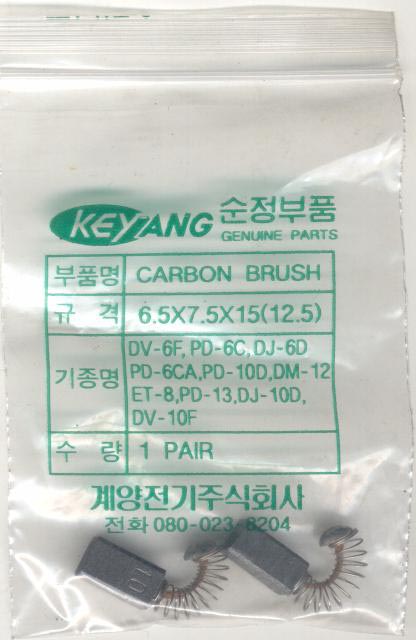 KEYANG 순정부품
GENUINE PARTS
부품명 CARBON BRUSH
규 격 6.5X7.5X15(12.5)
기종명 DV-6F, PD-6C, DJ-6D
PD-6CA, PD-10D, DM-12
ET-8, PD-13, DJ-10D,
DV-10F
수 량 1 PAIR
계양전기주식회사
전화 080-023-8204
10